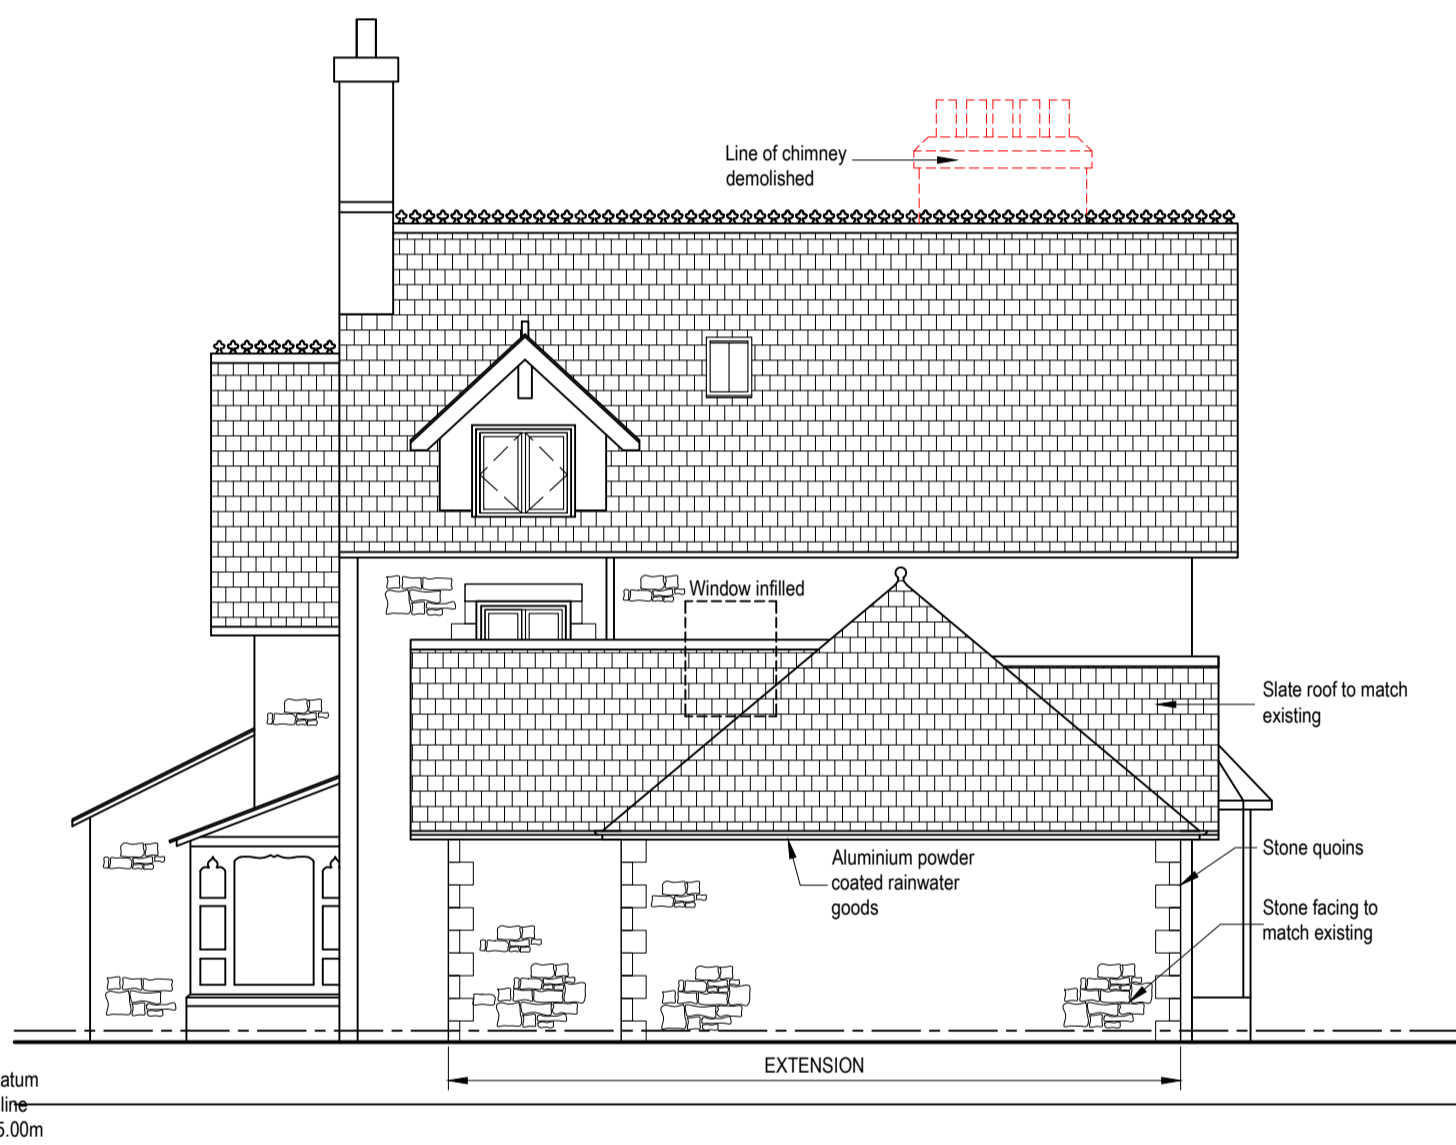 Line of chimney
demolished
Window infilled
Slate roof to match
existing
Aluminium powder
coated rainwater
goods
Stone quoins
Stone facing to
match existing
EXTENSION
atum
line
5.00m